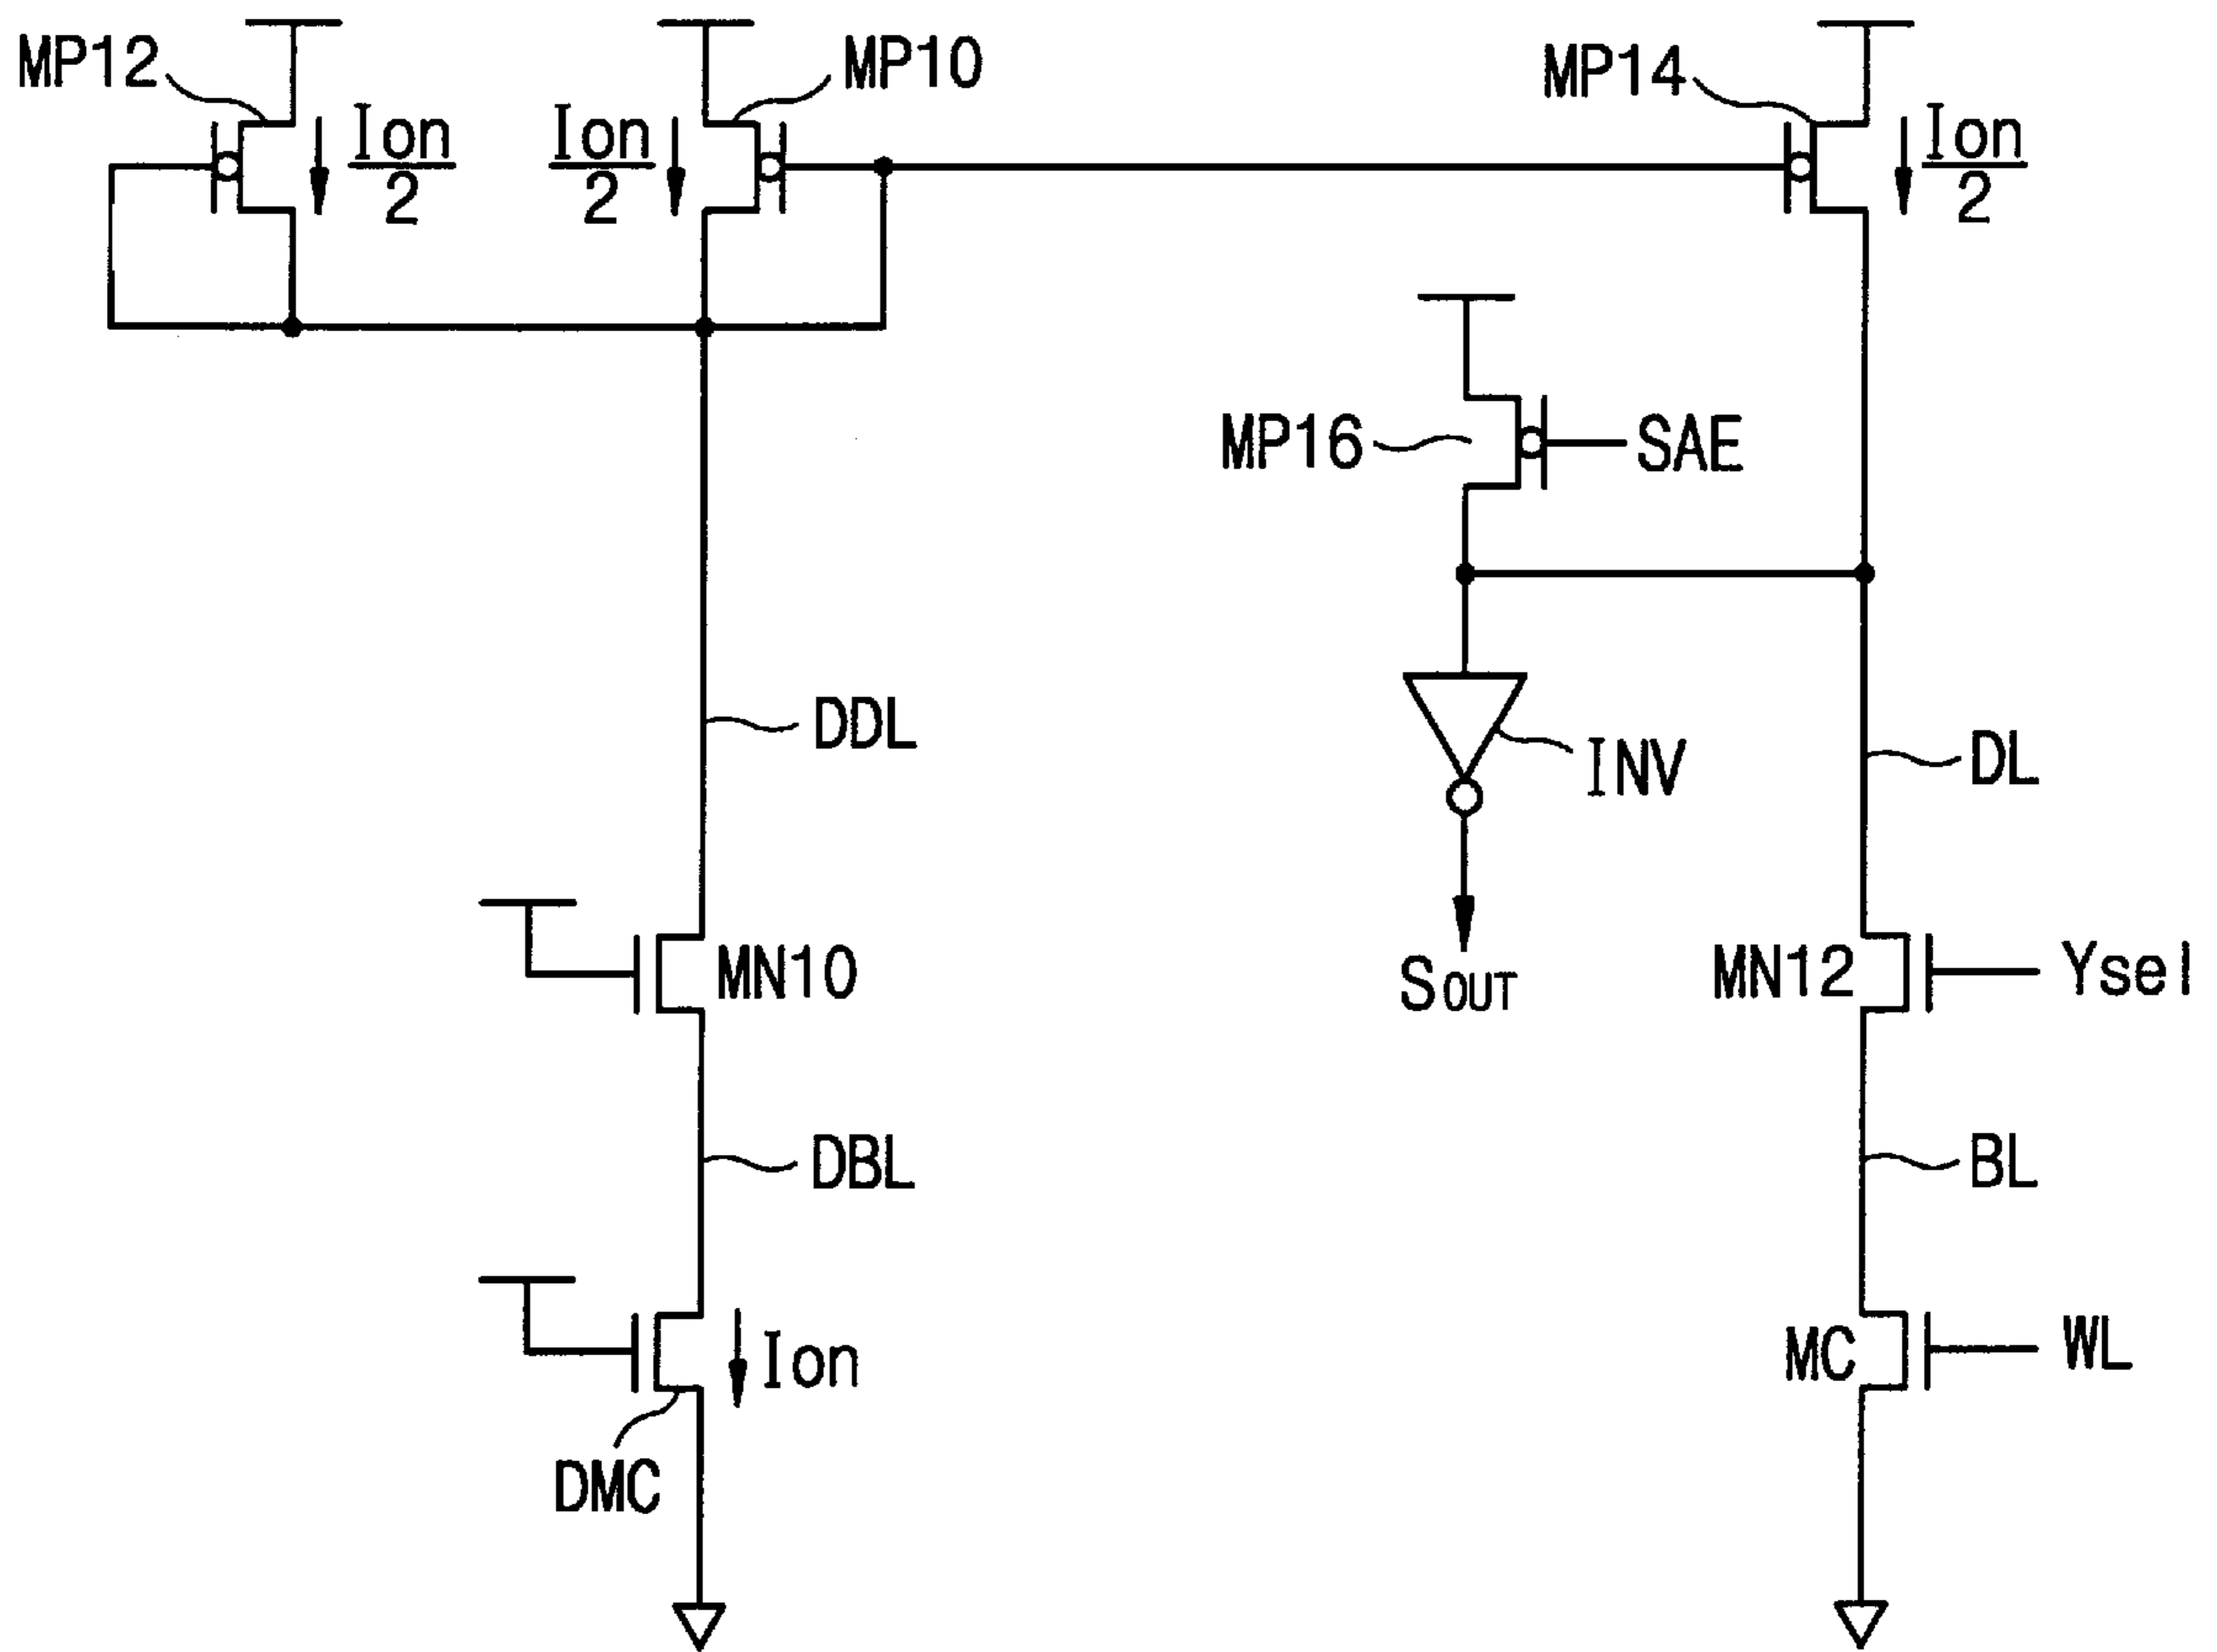 MP12
Ion
2
Ion
2
MP10
MP14
Ion
2
MP16
SAE
DDL
INV
DL
MN10
SOUT
MN12
Ysel
DBL
BL
Ion
MC
WL
DMC